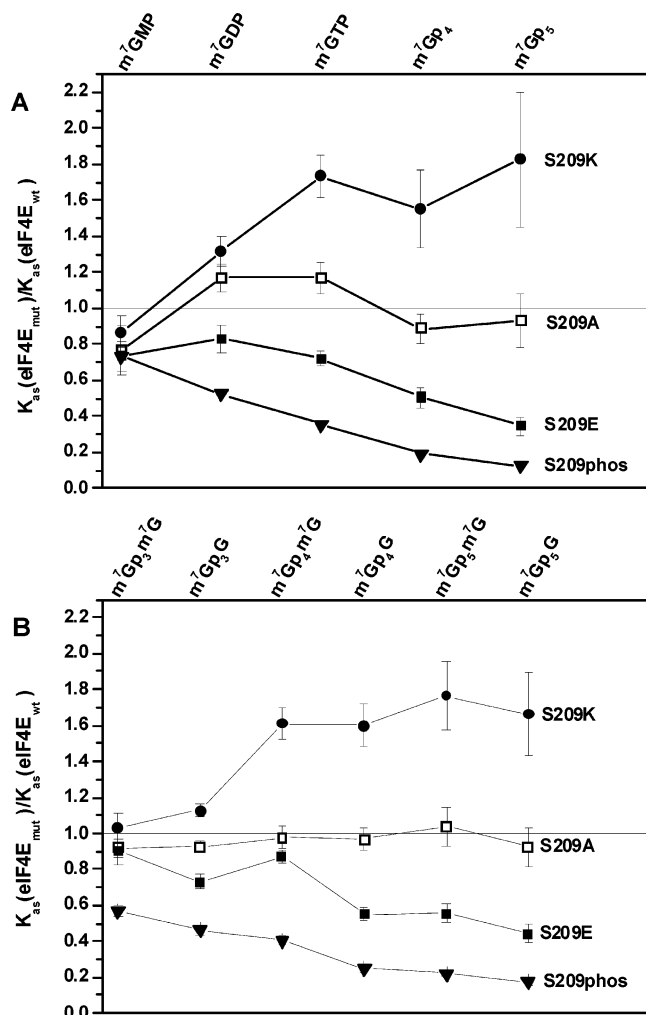 m⁷GMP m⁷GDP m⁷GTP m⁷Gp₄ m⁷Gp₅
A
Kas(eIF4Emut)/Kas(eIF4Ewt)
2.2
2.0
1.8
1.6
1.4
1.2
1.0
0.8
0.6
0.4
0.2
0.0
S209K
S209A
S209E
S209phos
m⁷Gp₃m⁷G m⁷Gp₃G m⁷Gp₄m⁷G m⁷Gp₄G m⁷Gp₅m⁷G m⁷Gp₅G
B
Kas(eIF4Emut)/Kas(eIF4Ewt)
2.2
2.0
1.8
1.6
1.4
1.2
1.0
0.8
0.6
0.4
0.2
0.0
S209K
S209A
S209E
S209phos